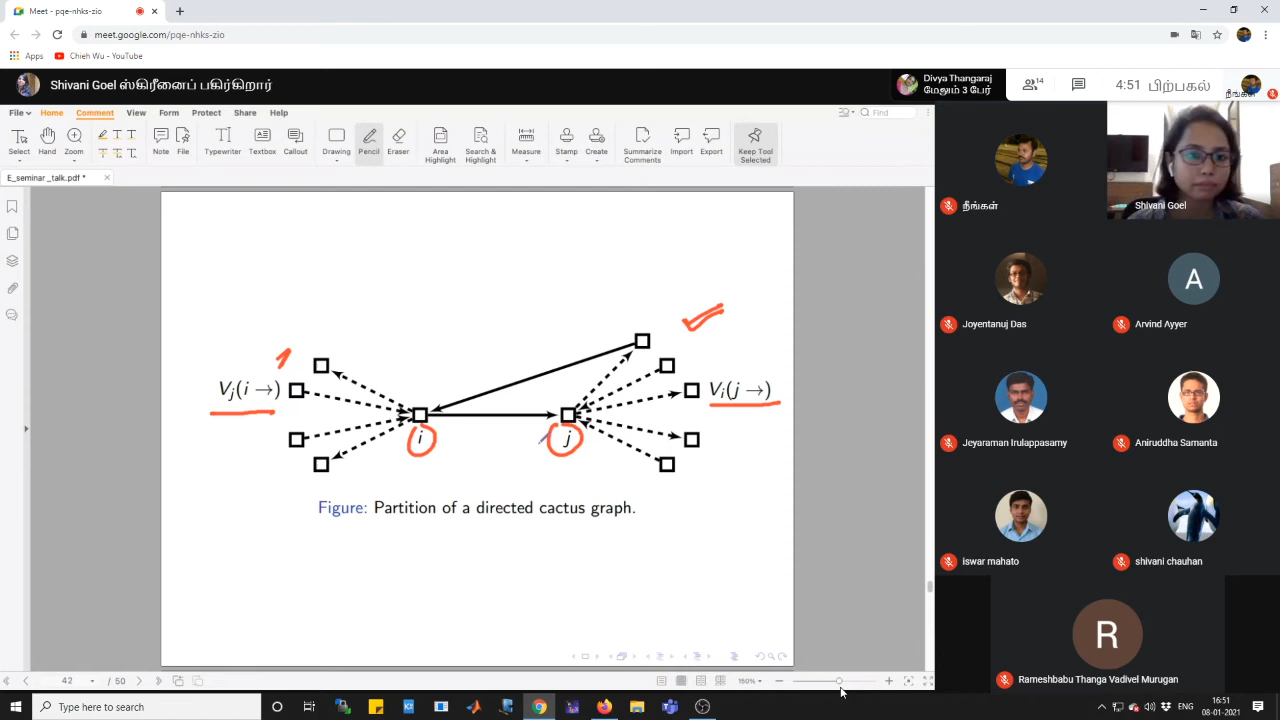 Meet - pqe-nhks-zio
meet.google.com/pqe-nhks-zio
Apps
Chieh Wu - YouTube
Shivani Goel ஸ்கிரீனைப் பகிர்கிறார்
Divya Thangaraj
மேலும் 3 பேர்
14
4:51 பிற்பகல்
நீங்கள்
File Home Comment View Form Protect Share Help
Find
Select Hand Zoom Note File Typewriter Textbox Callout Drawing Pencil Eraser Area Highlight Search & Highlight Measure Stamp Create Summarize Comments Import Export Keep Tool Selected
E_seminar_talk.pdf *
1
Vj(i →)
Vi(j →)
i
j
Figure: Partition of a directed cactus graph.
நீங்கள்
Shivani Goel
A
Joyentanuj Das
Arvind Ayyer
Jeyaraman Irulappasamy
Aniruddha Samanta
iswar mahato
shivani chauhan
R
Rameshbabu Thanga Vadivel Murugan
42 / 50
150%
Type here to search
ENG
16:51
08-01-2021